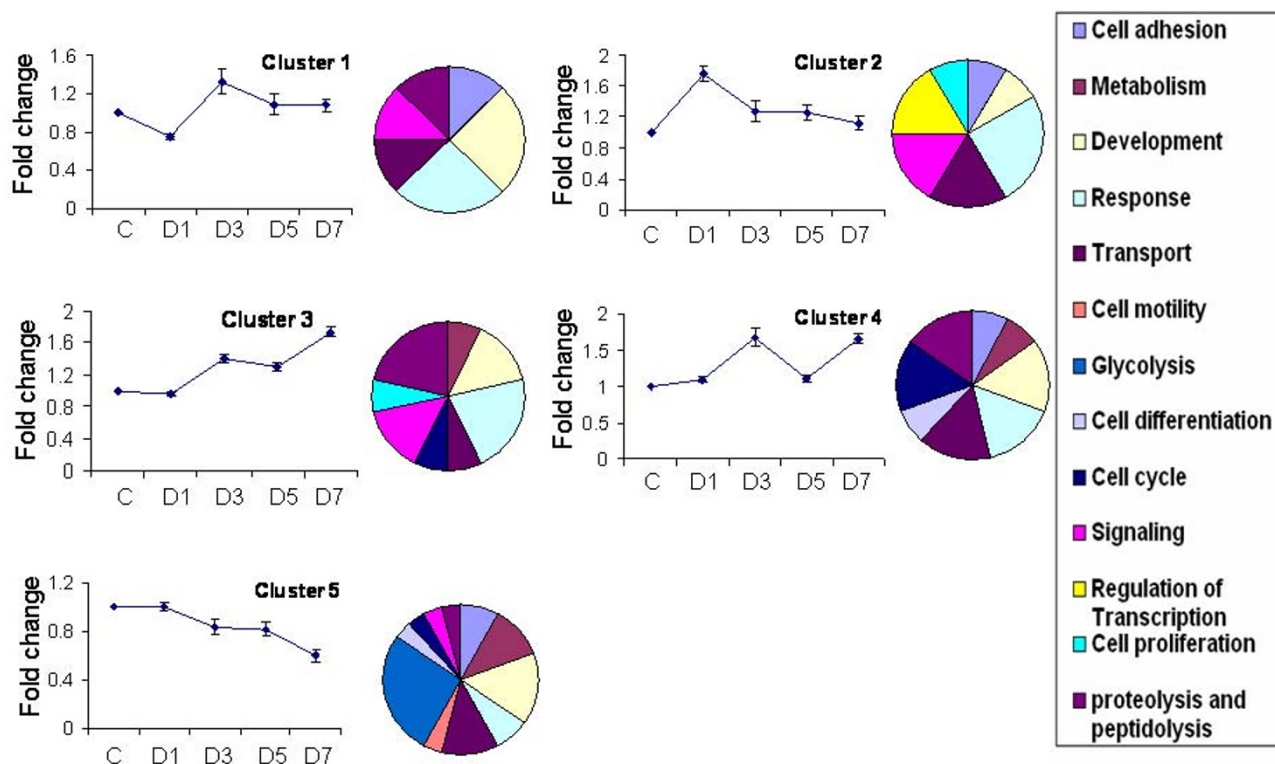 Cluster 1
Fold change
1.6
1.2
0.8
0.4
0
C D1 D3 D5 D7
Cluster 2
Fold change
2
1.6
1.2
0.8
0.4
0
C D1 D3 D5 D7
Cluster 3
Fold change
2
1.6
1.2
0.8
0.4
0
C D1 D3 D5 D7
Cluster 4
Fold change
2
1.5
1
0.5
0
C D1 D3 D5 D7
Cluster 5
Fold change
1.2
0.8
0.4
0
C D1 D3 D5 D7
Cell adhesion
Metabolism
Development
Response
Transport
Cell motility
Glycolysis
Cell differentiation
Cell cycle
Signaling
Regulation of
Transcription
Cell proliferation
proteolysis and
peptidolysis